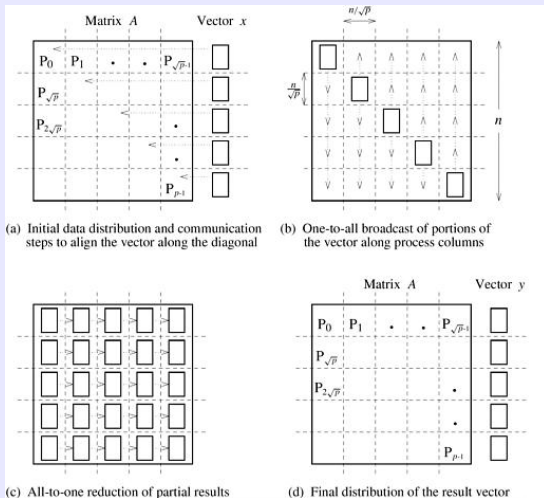 Matrix A Vector x
P0 P1 . . P√p-1
P√p
P2√p
.
.
Pp-1
(a) Initial data distribution and communication
steps to align the vector along the diagonal
n/√p
n/√p
n
(b) One-to-all broadcast of portions of
the vector along process columns
(c) All-to-one reduction of partial results
Matrix A Vector y
P0 P1 . . P√p-1
P√p
P2√p
.
.
Pp-1
(d) Final distribution of the result vector